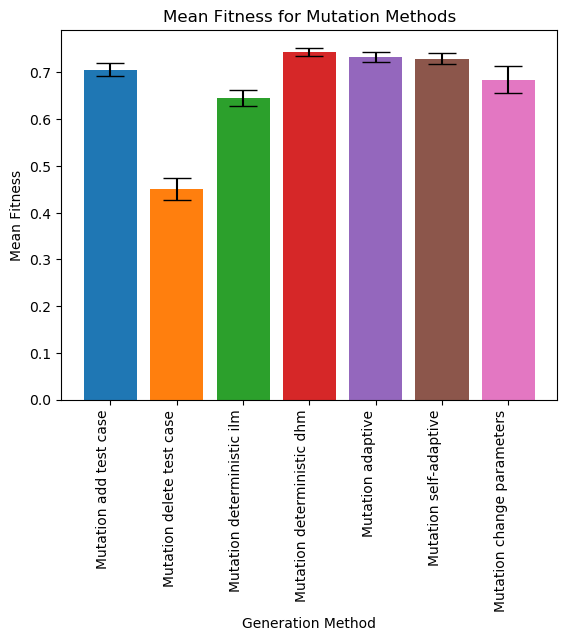 Mean Fitness for Mutation Methods
Mean Fitness
0.7
0.6
0.5
0.4
0.3
0.2
0.1
0.0
Mutation add test case
Mutation delete test case
Mutation deterministic ilm
Mutation deterministic dhm
Mutation adaptive
Mutation self-adaptive
Mutation change parameters
Generation Method